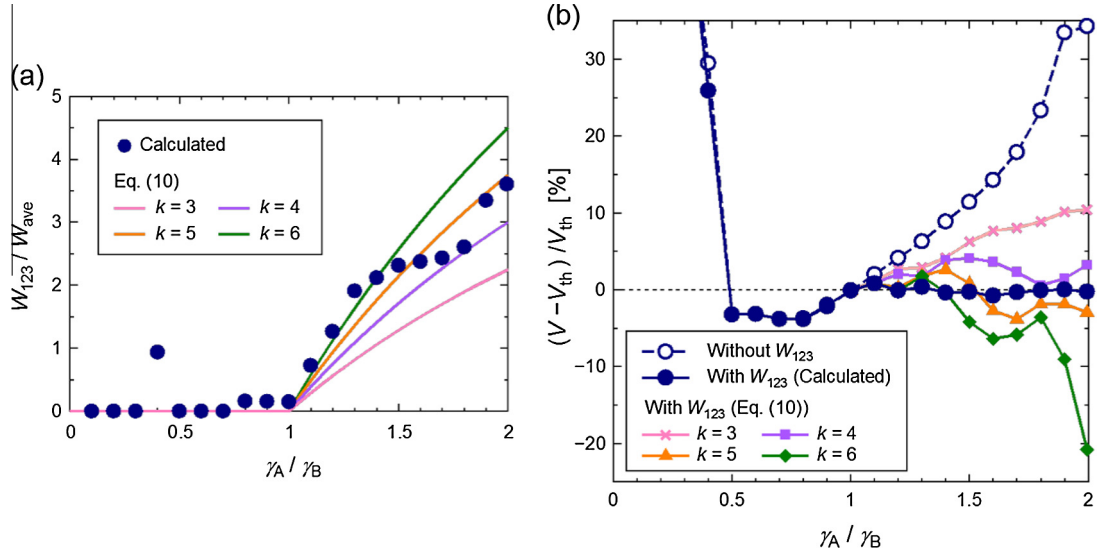 (a)
W123 / Wave
5
4
3
2
1
0
Calculated
Eq. (10)
k = 3
k = 4
k = 5
k = 6
0
0.5
1
1.5
2
γA / γB
(b)
(V −Vth) / Vth [%]
30
20
10
0
−10
−20
Without W123
With W123 (Calculated)
With W123 (Eq. (10))
k = 3
k = 4
k = 5
k = 6
0
0.5
1
1.5
2
γA / γB